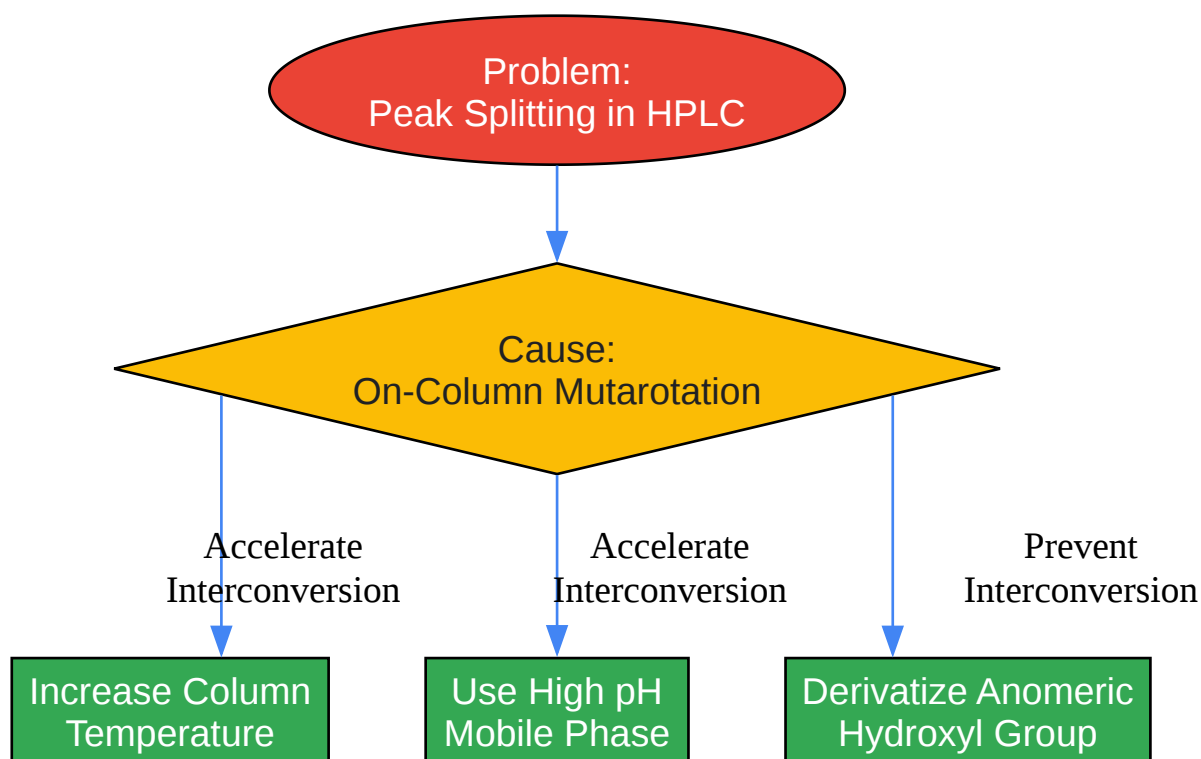 Problem:
Peak Splitting in HPLC
Cause:
On-Column Mutarotation
Accelerate
Interconversion
Accelerate
Interconversion
Prevent
Interconversion
Increase Column
Temperature
Use High pH
Mobile Phase
Derivatize Anomeric
Hydroxyl Group